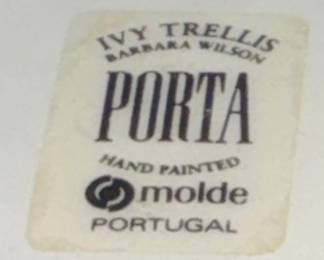 IVY TRELLIS
BARBARA WILSON
PORTA
HAND PAINTED
molde
PORTUGAL